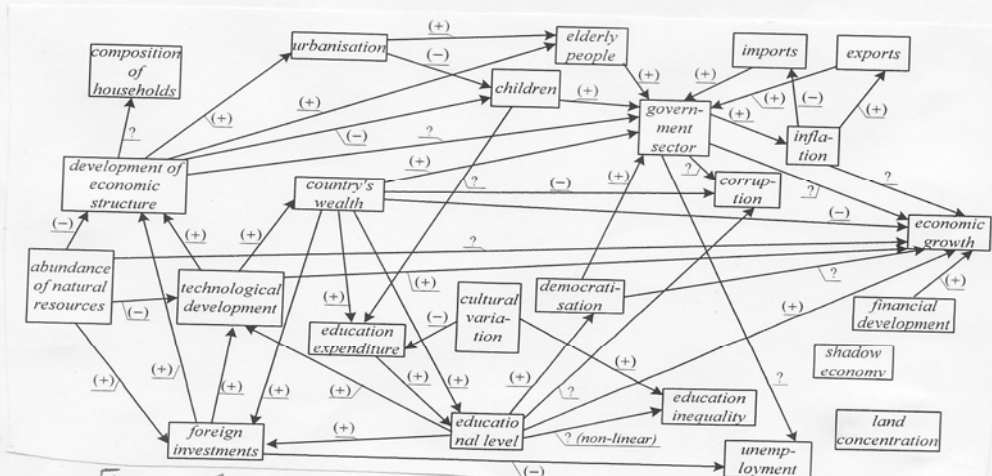 composition
of
households
urbanisation
elderly
people
imports
exports
children
govern-
ment
sector
infla-
tion
development of
economic
structure
country's
wealth
corrup-
tion
economic
growth
abundance
of natural
resources
technological
development
cultural
varia-
tion
democrati-
sation
financial
development
education
expenditure
shadow
economy
foreign
investments
educatio
nal level
education
inequality
land
concentration
unemp-
loyment
(+)
(–)
(+)
(+)
(–)
(+)
(+)
(+)
(+)
(+)
(–)
(+)
(+)
?
?
(+)
?
(–)
?
?
?
(–)
(–)
(+)
(+)
(+)
?
(–)
(+)
?
(+)
(+)
(–)
(+)
(+)
(+)
(+)
(+)
(+)
(+)
(+)
(+)
?
?
(+)
? (non-linear)
(–)